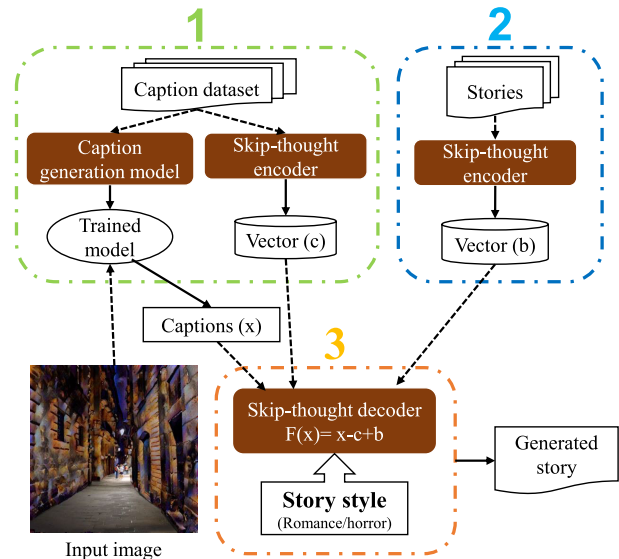 1
2
Caption dataset
Stories
Caption
generation model
Skip-thought
encoder
Skip-thought
encoder
Trained
model
Vector (c)
Vector (b)
Captions (x)
3
Skip-thought decoder
F(x)= x-c+b
Generated
story
Story style
(Romance/horror)
Input image